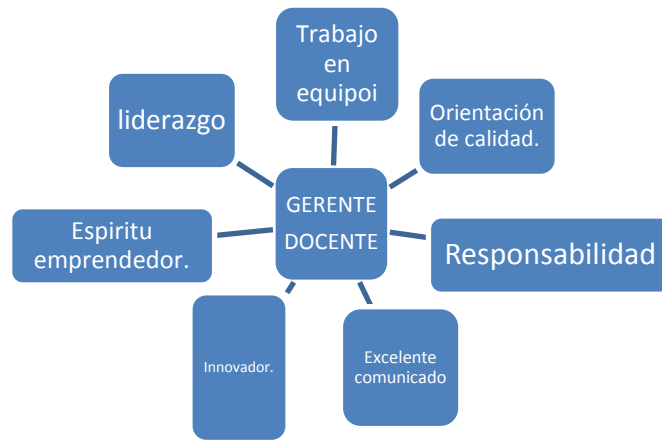 Trabajo
en
equipoi
liderazgo
Orientación
de calidad.
GERENTE
DOCENTE
Espiritu
emprendedor.
Responsabilidad
Innovador.
Excelente
comunicado